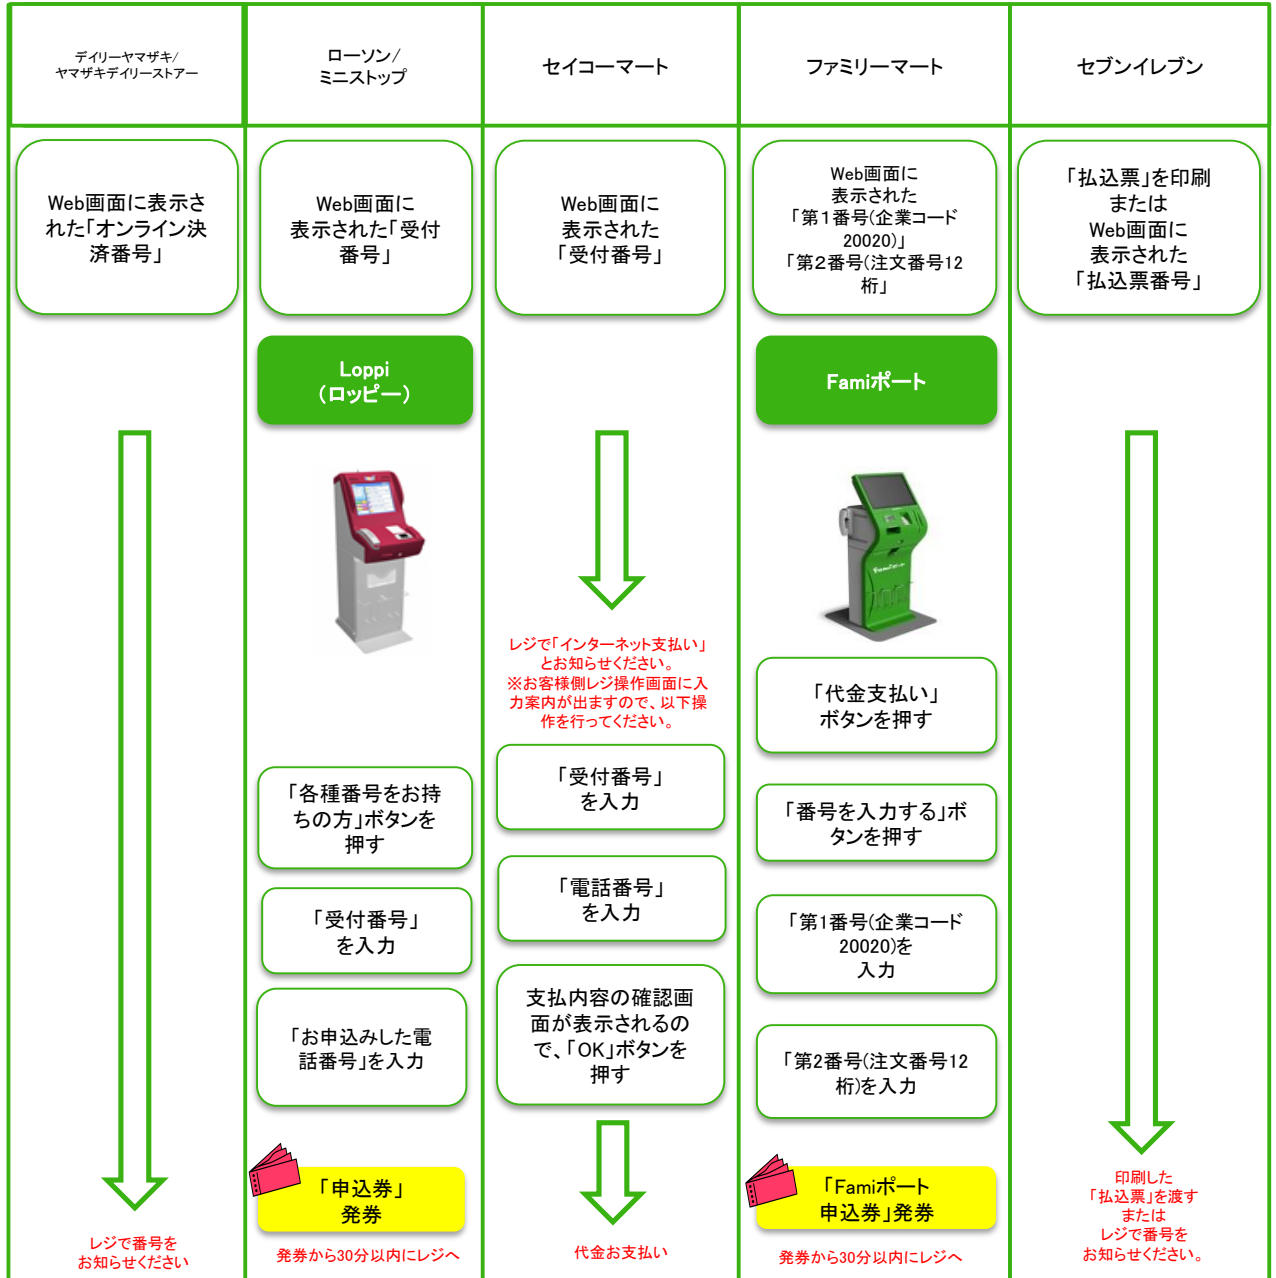 デイリーヤマザキ/
ヤマザキデイリーストアー
ローソン/
ミニストップ
セイコーマート
ファミリーマート
セブンイレブン
Web画面に表示さ
れた「オンライン決
済番号」
Web画面に
表示された「受付
番号」
Web画面に
表示された
「受付番号」
Web画面に
表示された
「第１番号(企業コード
20020)」
「第２番号(注文番号12
桁」
「払込票」を印刷
または
Web画面に
表示された
「払込票番号」
Loppi
（ロッピー）
Famiポート
レジで「インターネット支払い」
とお知らせください。
※お客様側レジ操作画面に入
力案内が出ますので、以下操
作を行ってください。
「代金支払い」
ボタンを押す
「各種番号をお持
ちの方」ボタンを
押す
「受付番号」
を入力
「番号を入力する」ボ
タンを押す
「受付番号」
を入力
「電話番号」
を入力
「第1番号(企業コード
20020)を
入力
「お申込みした電
話番号」を入力
支払内容の確認画
面が表示されるの
で、「OK」ボタンを
押す
「第2番号(注文番号12
桁)を入力
レジで番号を
お知らせください
「申込券」
発券
発券から30分以内にレジへ
代金お支払い
「Famiポート
申込券」発券
発券から30分以内にレジへ
印刷した
「払込票」を渡す
または
レジで番号を
お知らせください。